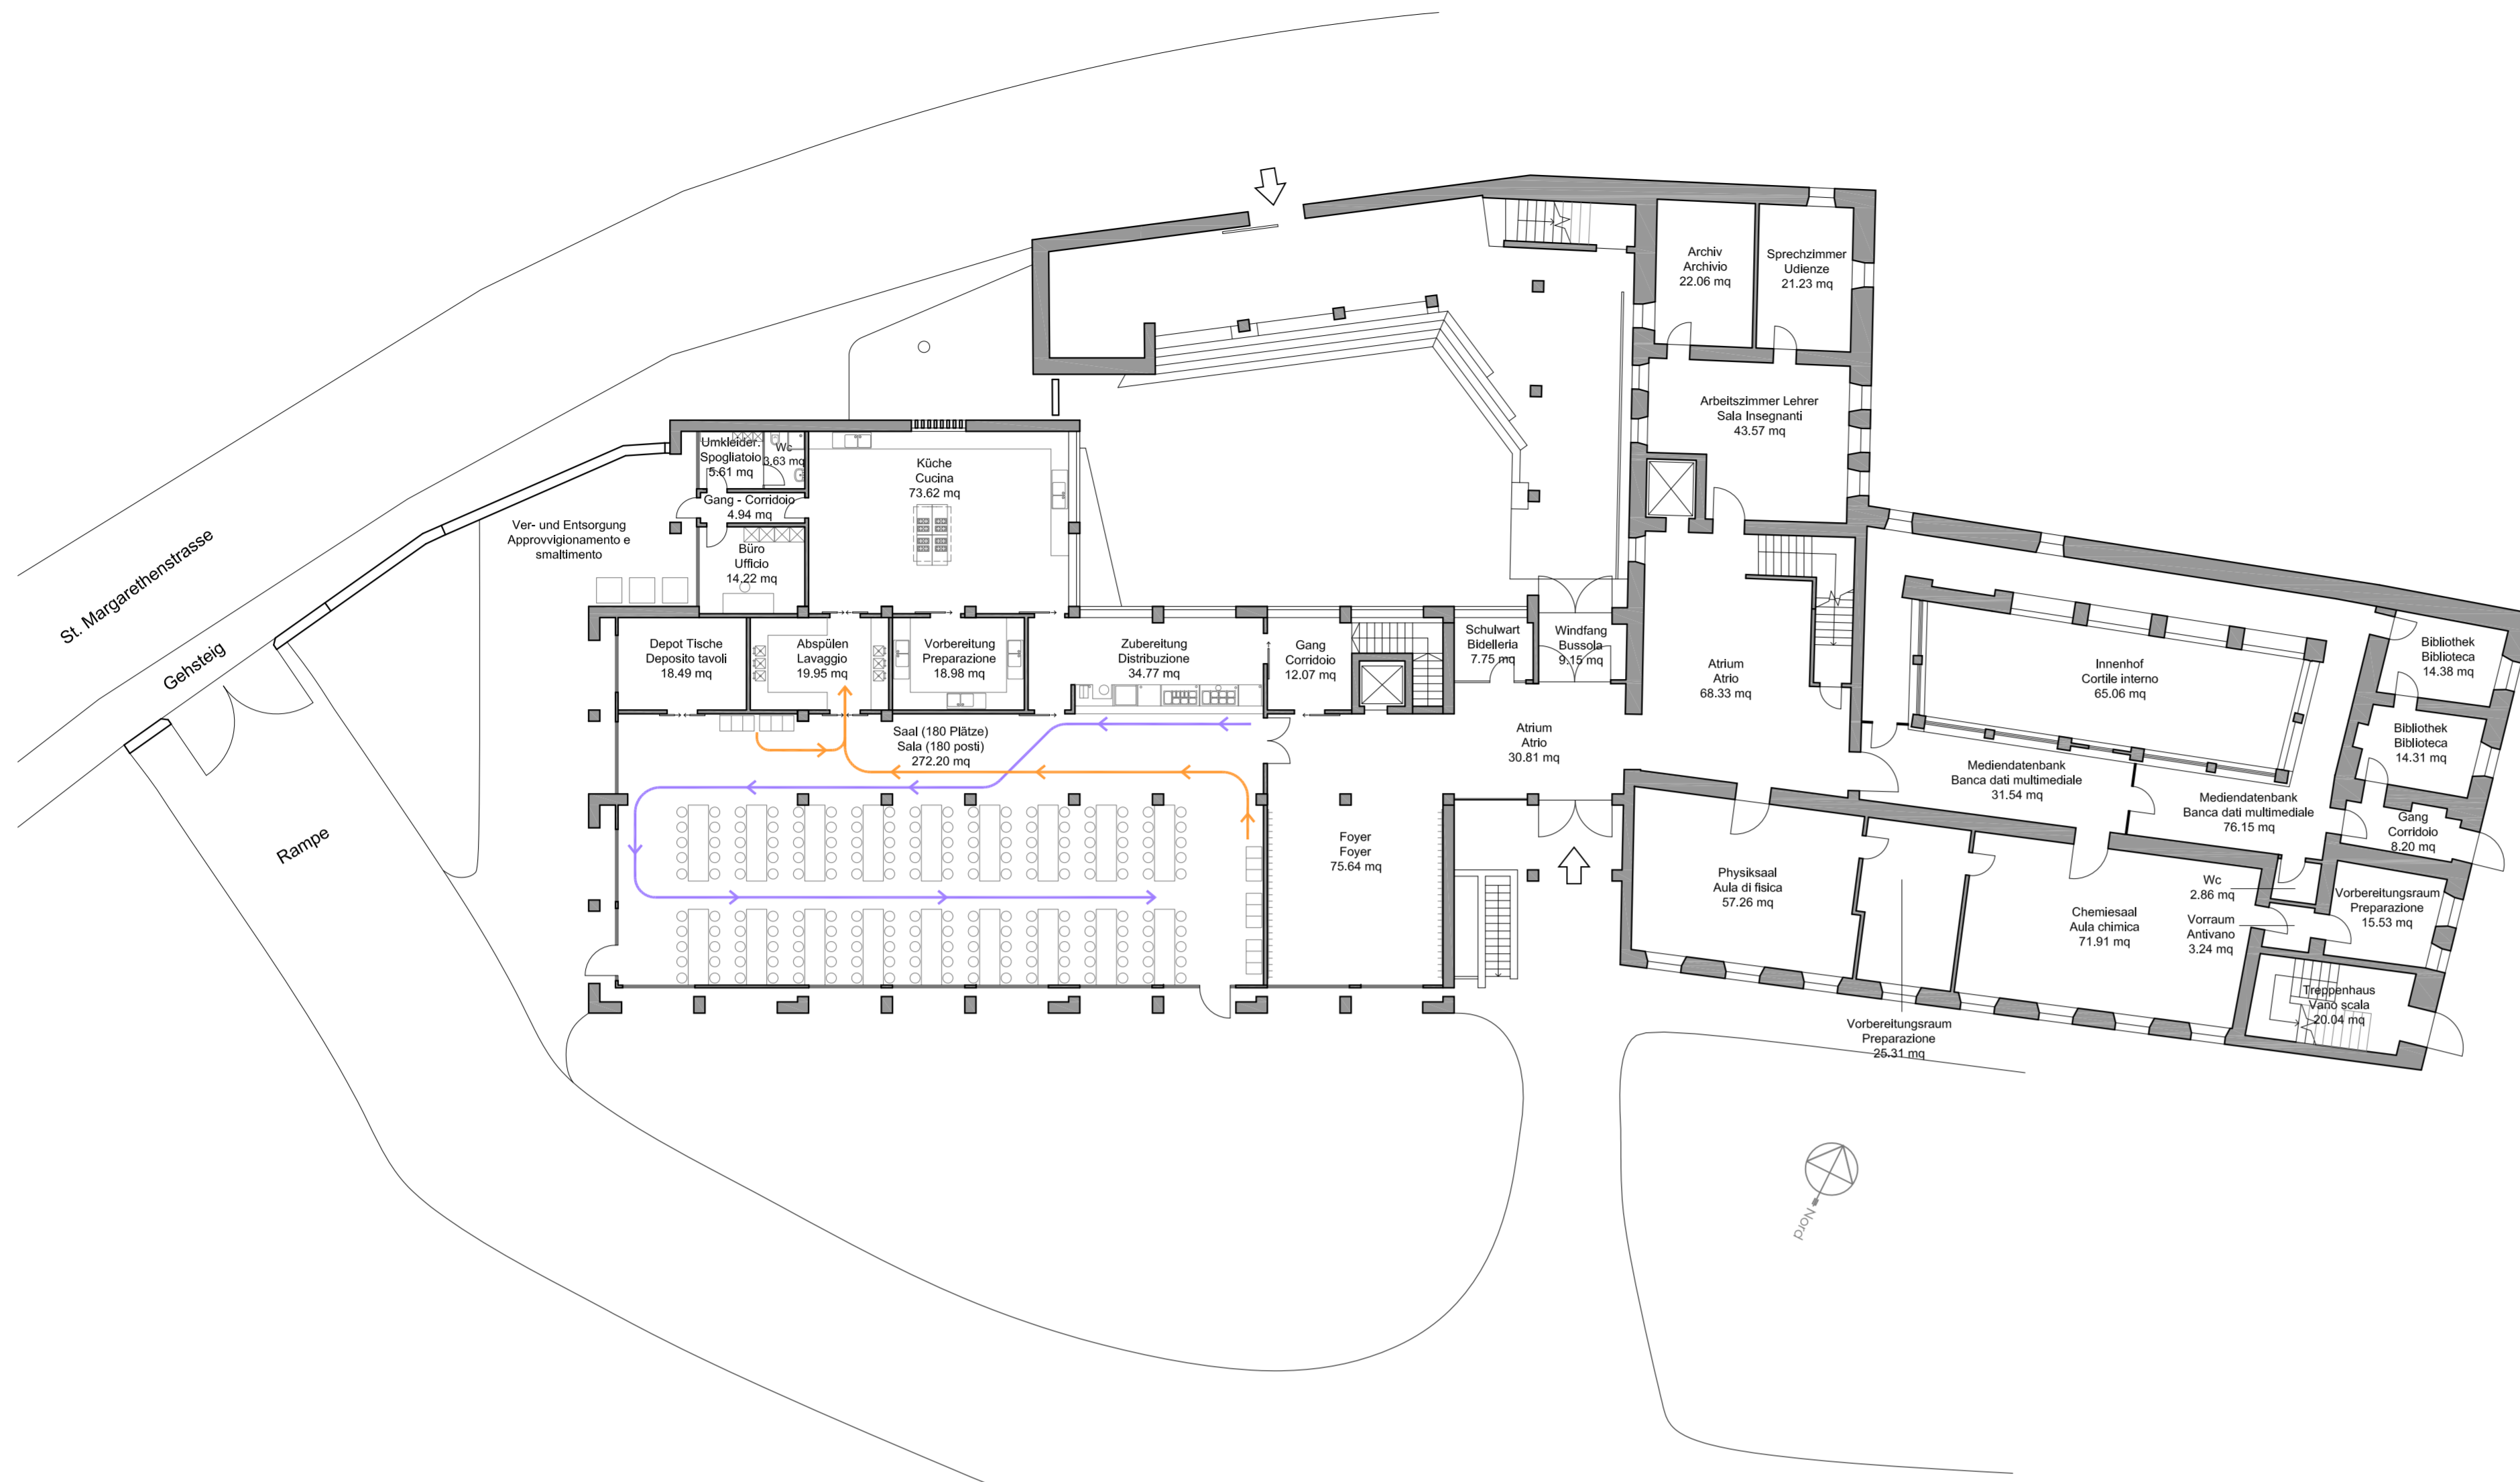 Archiv
Archivio
22.06 mq
Sprechzimmer
Udienze
21.23 mq
Arbeitszimmer Lehrer
Sala Insegnanti
43.57 mq
Umkleider.
Spogliatoio
5.61 mq
Wc
3.63 mq
Küche
Cucina
73.62 mq
Gang - Corridoio
4.94 mq
Ver- und Entsorgung
Approvvigionamento e
smaltimento
Büro
Ufficio
14.22 mq
St. Margarethenstrasse
Gehsteig
Rampe
Depot Tische
Deposito tavoli
18.49 mq
Abspülen
Lavaggio
19.95 mq
Vorbereitung
Preparazione
18.98 mq
Zubereitung
Distribuzione
34.77 mq
Gang
Corridoio
12.07 mq
Schulwart
Bidelleria
7.75 mq
Windfang
Bussola
9.15 mq
Atrium
Atrio
68.33 mq
Innenhof
Cortile interno
65.06 mq
Bibliothek
Biblioteca
14.38 mq
Bibliothek
Biblioteca
14.31 mq
Saal (180 Plätze)
Sala (180 posti)
272.20 mq
Atrium
Atrio
30.81 mq
Mediendatenbank
Banca dati multimediale
31.54 mq
Mediendatenbank
Banca dati multimediale
76.15 mq
Gang
Corridoio
8.20 mq
Foyer
Foyer
75.64 mq
Physiksaal
Aula di fisica
57.26 mq
Chemiesaal
Aula chimica
71.91 mq
Wc
2.86 mq
Vorraum
Antivano
3.24 mq
Vorbereitungsraum
Preparazione
15.53 mq
Treppenhaus
Vano scala
20.04 mq
Vorbereitungsraum
Preparazione
25.31 mq
Nord